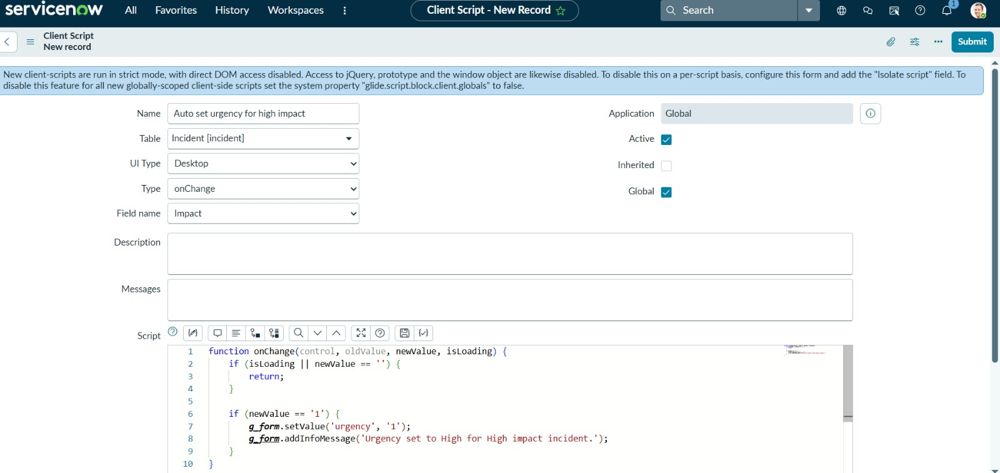 servicenow All Favorites History Workspaces Client Script - New Record Search 1
Client Script
New record
Submit
New client-scripts are run in strict mode, with direct DOM access disabled. Access to jQuery, prototype and the window object are likewise disabled. To disable this on a per-script basis, configure this form and add the "Isolate script" field. To
disable this feature for all new globally-scoped client-side scripts set the system property "glide.script.block.client.globals" to false.
Name Auto set urgency for high impact
Application Global
Table Incident [incident]
Active
UI Type Desktop
Inherited
Type onChange
Global
Field name Impact
Description
Messages
Script
1 function onChange(control, oldValue, newValue, isLoading) {
2 if (isLoading || newValue == '') {
3 return;
4 }
5
6 if (newValue == '1') {
7 g_form.setValue('urgency', '1');
8 g_form.addInfoMessage('Urgency set to High for High impact incident.');
9 }
10 }